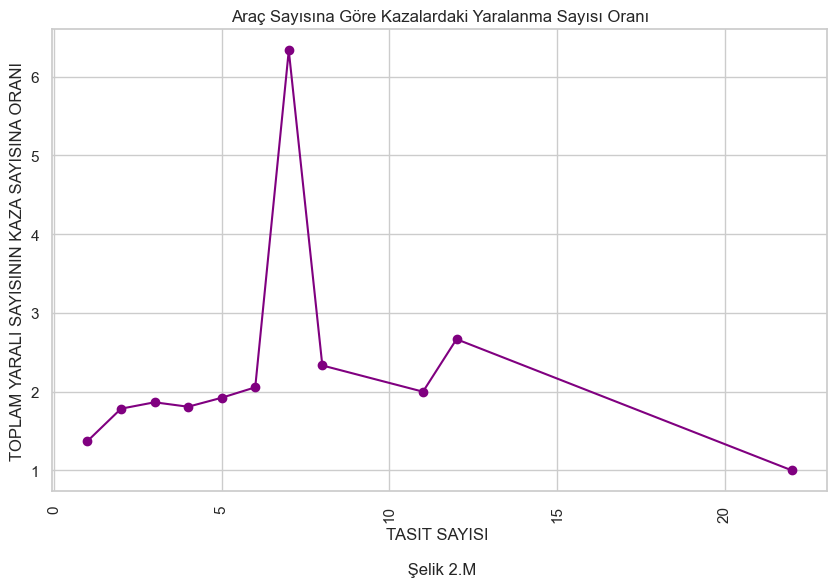 Araç Sayısına Göre Kazalardaki Yaralanma Sayısı Oranı
TOPLAM YARALI SAYISININ KAZA SAYISINA ORANI
6
5
4
3
2
1
0
5
10
15
20
TASIT SAYISI
Şelik 2.M